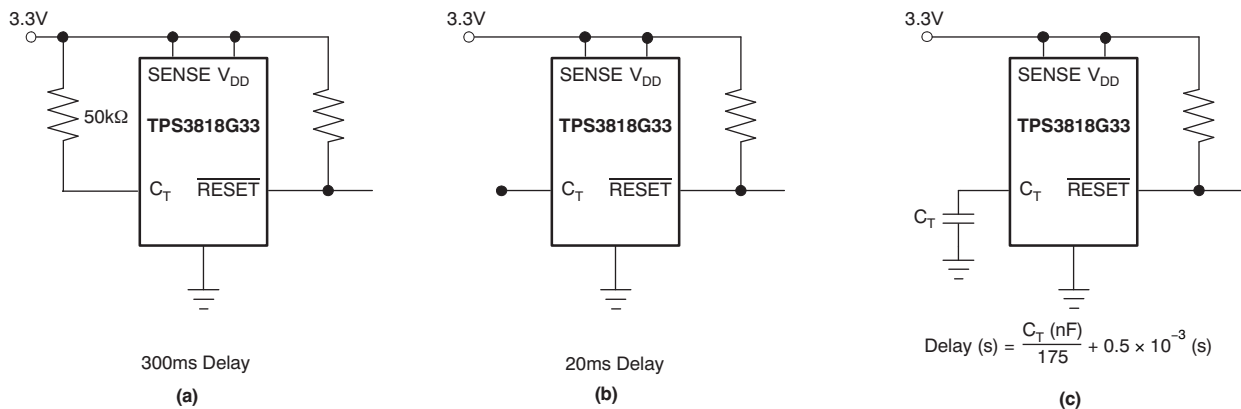 3.3V
SENSE V_DD
50kΩ
TPS3818G33
C_T RESET
300ms Delay
(a)
3.3V
SENSE V_DD
TPS3818G33
C_T RESET
20ms Delay
(b)
3.3V
SENSE V_DD
TPS3818G33
C_T RESET
C_T
Delay (s) = C_T (nF) / 175 + 0.5 × 10⁻³ (s)
(c)